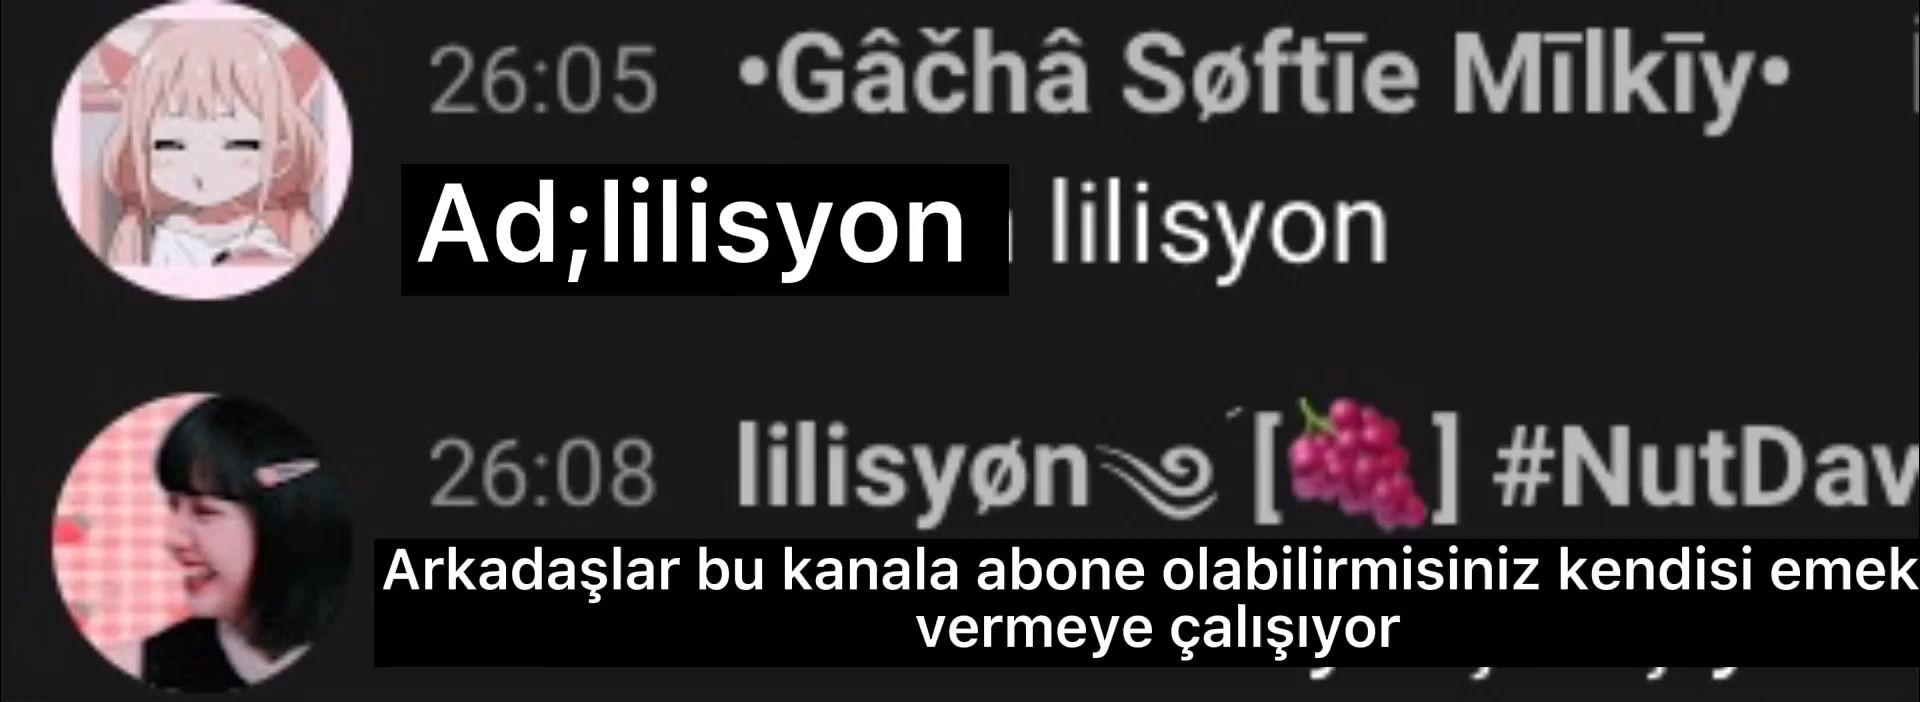 26:05 •Gâčhâ Søftīe Mīlkīy•
Ad;lilisyon lilisyon
26:08 lilisyøn༄´[🍇] #NutDav
Arkadaşlar bu kanala abone olabilirmisiniz kendisi emek
vermeye çalışıyor